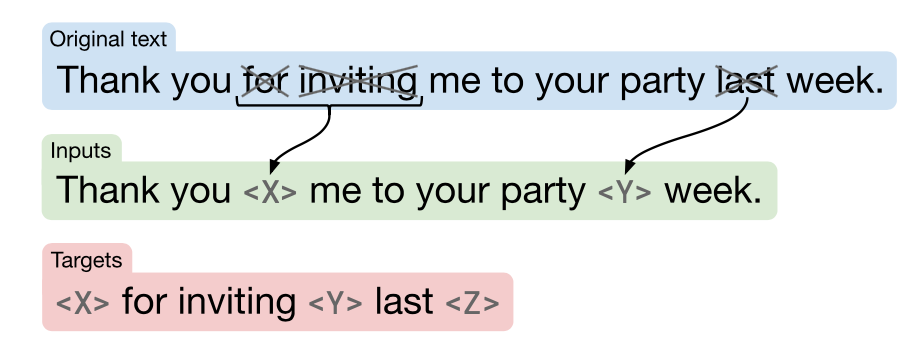 Original text
Thank you for inviting me to your party last week.
Inputs
Thank you <X> me to your party <Y> week.
Targets
<X> for inviting <Y> last <Z>